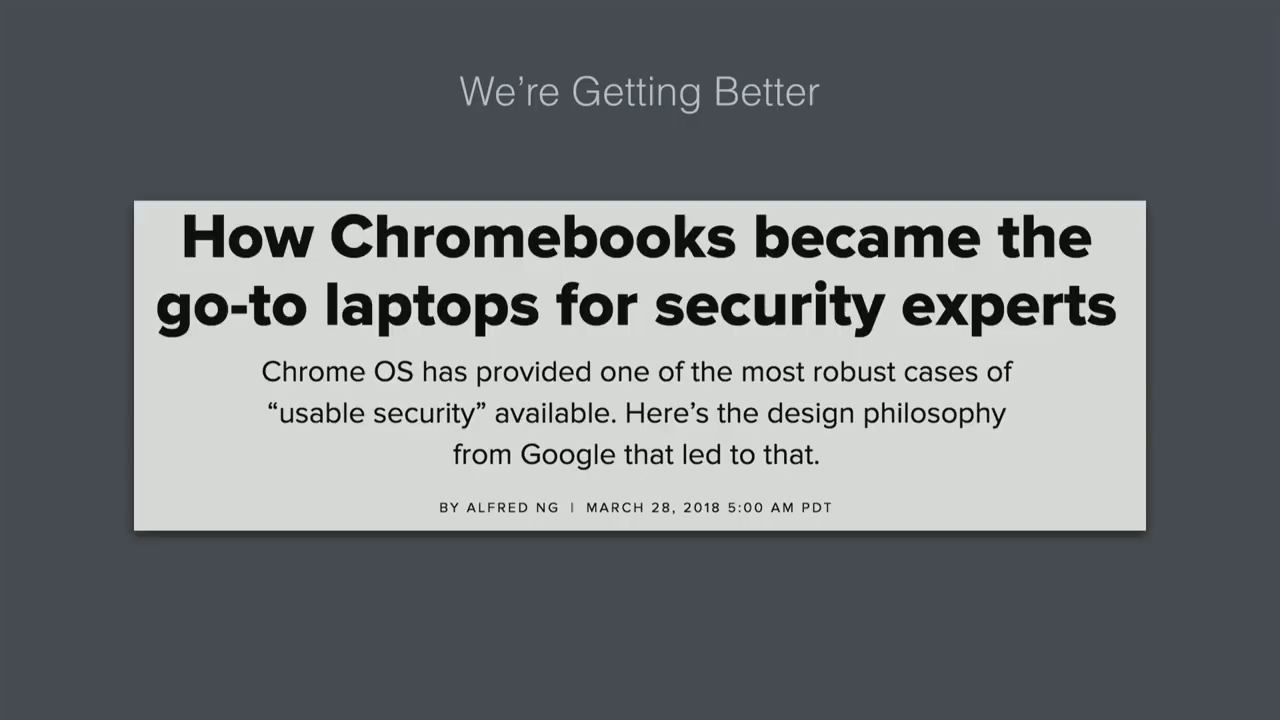 We’re Getting Better
How Chromebooks became the
go-to laptops for security experts
Chrome OS has provided one of the most robust cases of
“usable security” available. Here’s the design philosophy
from Google that led to that.
BY ALFRED NG | MARCH 28, 2018 5:00 AM PDT